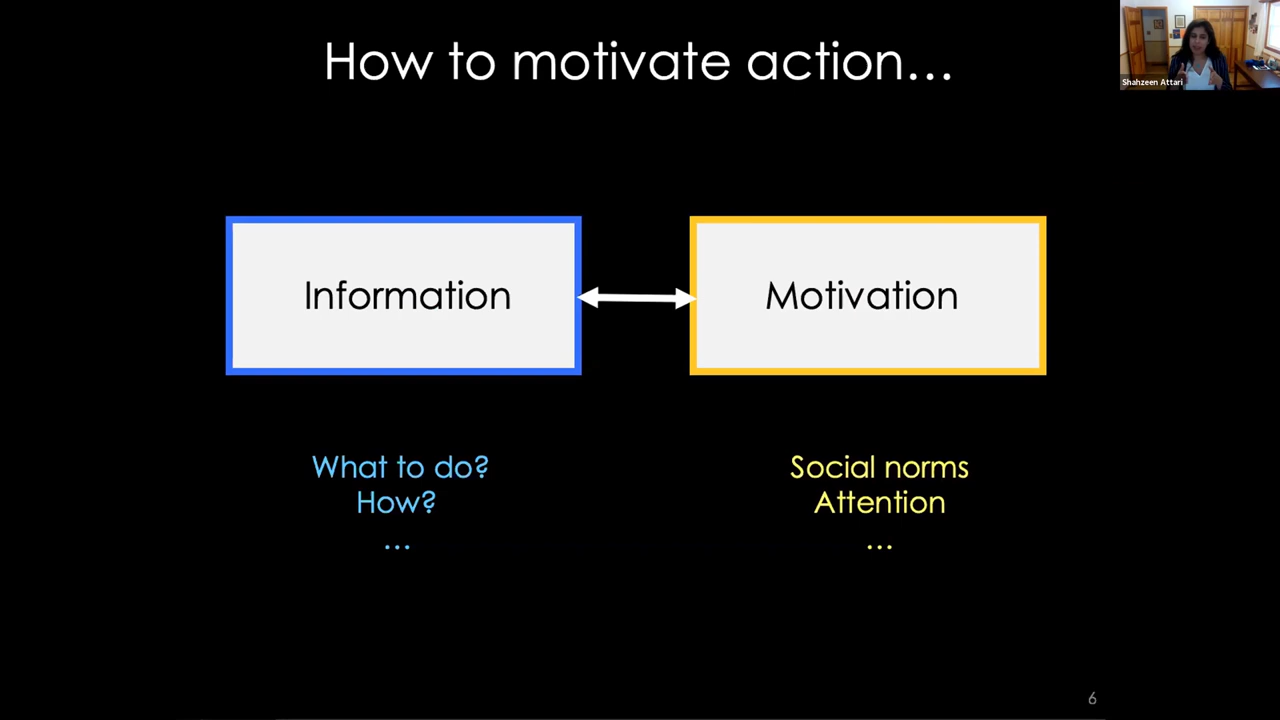 How to motivate action...
Shahzeen Attari
Information
Motivation
What to do?
How?
...
Social norms
Attention
...
6